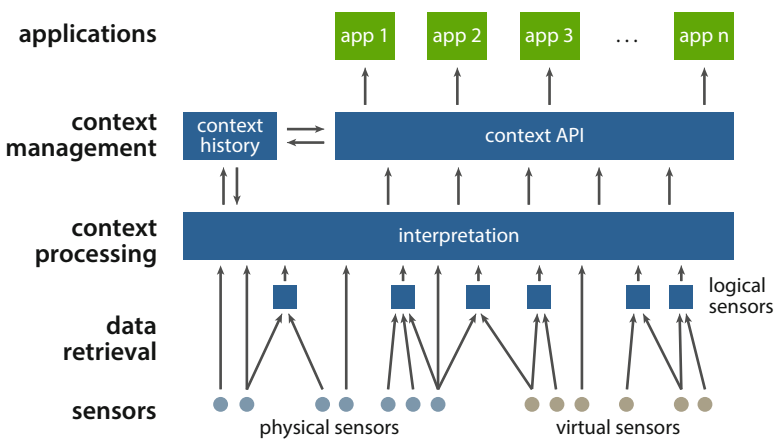 applications
app 1
app 2
app 3
...
app n
context
management
context
history
context API
context
processing
interpretation
logical
sensors
data
retrieval
sensors
physical sensors
virtual sensors